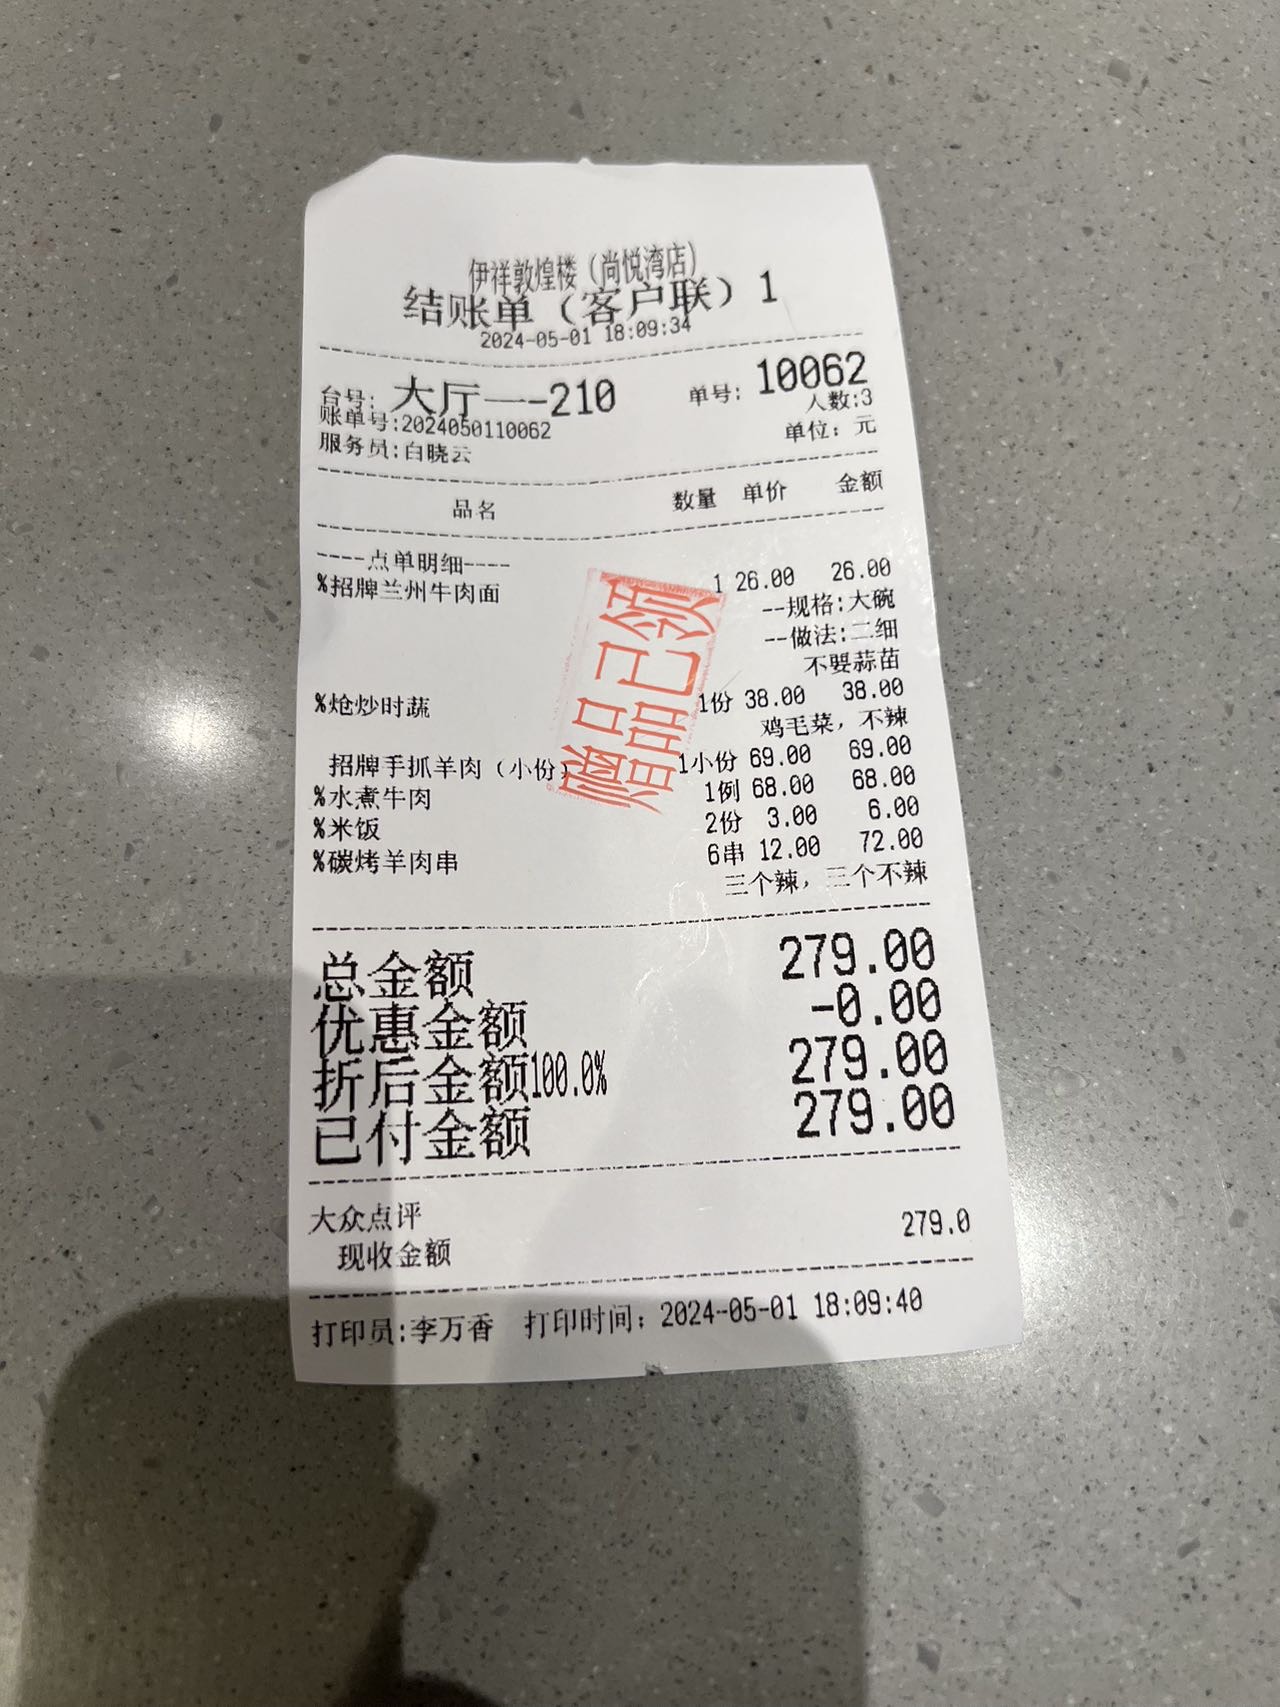 伊祥敦煌楼（尚悦湾店）
结账单（客户联）1
2024-05-01 18:09:34
台号: 大厅——-210 单号: 10062
账单号:2024050110062 人数:3
服务员:白晓云 单位: 元
品名 数量 单价 金额
----点单明细----
%招牌兰州牛肉面 1 26.00 26.00
--规格:大碗
--做法:二细
不要蒜苗
%炝炒时蔬 1份 38.00 38.00
鸡毛菜，不辣
招牌手抓羊肉（小份） 1小份 69.00 69.00
%水煮牛肉 1例 68.00 68.00
%米饭 2份 3.00 6.00
%碳烤羊肉串 6串 12.00 72.00
三个辣，三个不辣
赠品已领
总金额 279.00
优惠金额 -0.00
折后金额100.0% 279.00
已付金额 279.00
大众点评 279.0
现收金额
打印员:李万香 打印时间: 2024-05-01 18:09:40